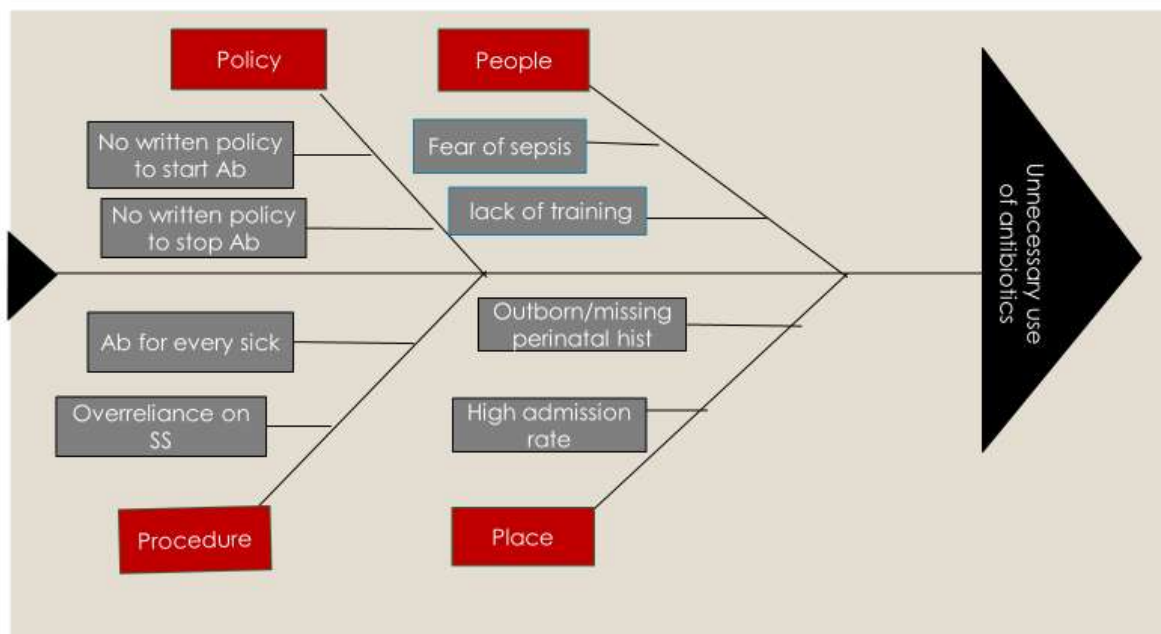 Policy
People
No written policy
to start Ab
Fear of sepsis
No written policy
to stop Ab
lack of training
Unnecessary use
of antibiotics
Outborn/missing
perinatal hist
Ab for every sick
High admission
rate
Overreliance on
SS
Procedure
Place